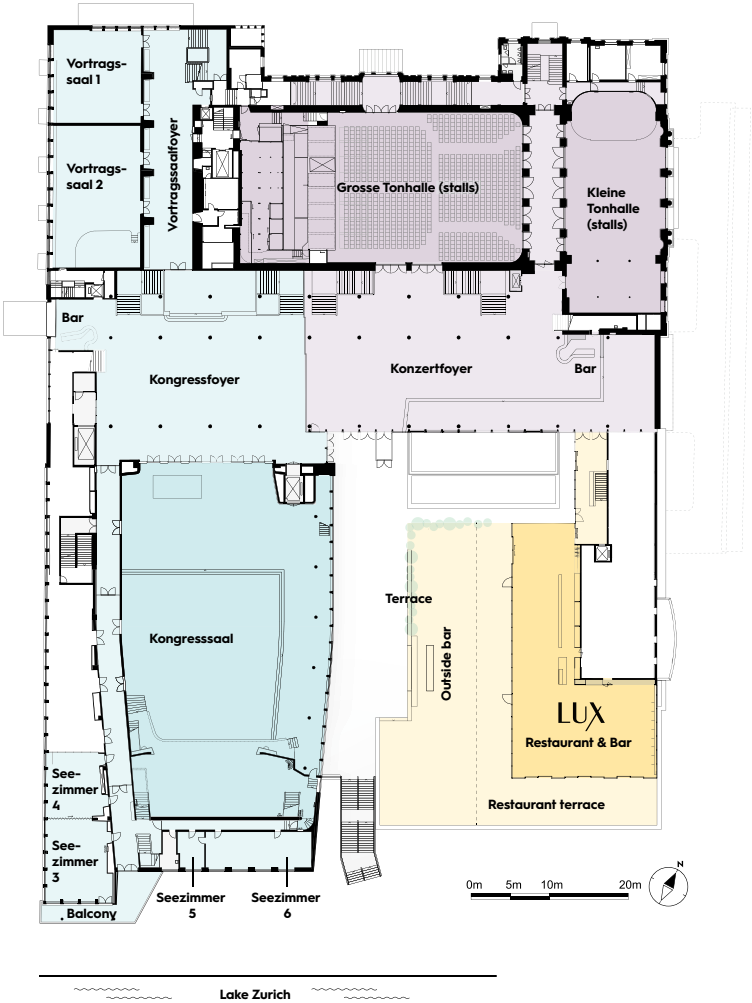 Vortrags-
saal 1
Vortrags-
saal 2
Vortragssaalfoyer
Grosse Tonhalle (stalls)
Kleine
Tonhalle
(stalls)
Bar
Kongressfoyer
Konzertfoyer
Bar
Kongresssaal
Terrace
Outside bar
LUX
Restaurant & Bar
Restaurant terrace
See-
zimmer
4
See-
zimmer
3
Balcony
Seezimmer
5
Seezimmer
6
0m 5m 10m 20m
N
Lake Zurich